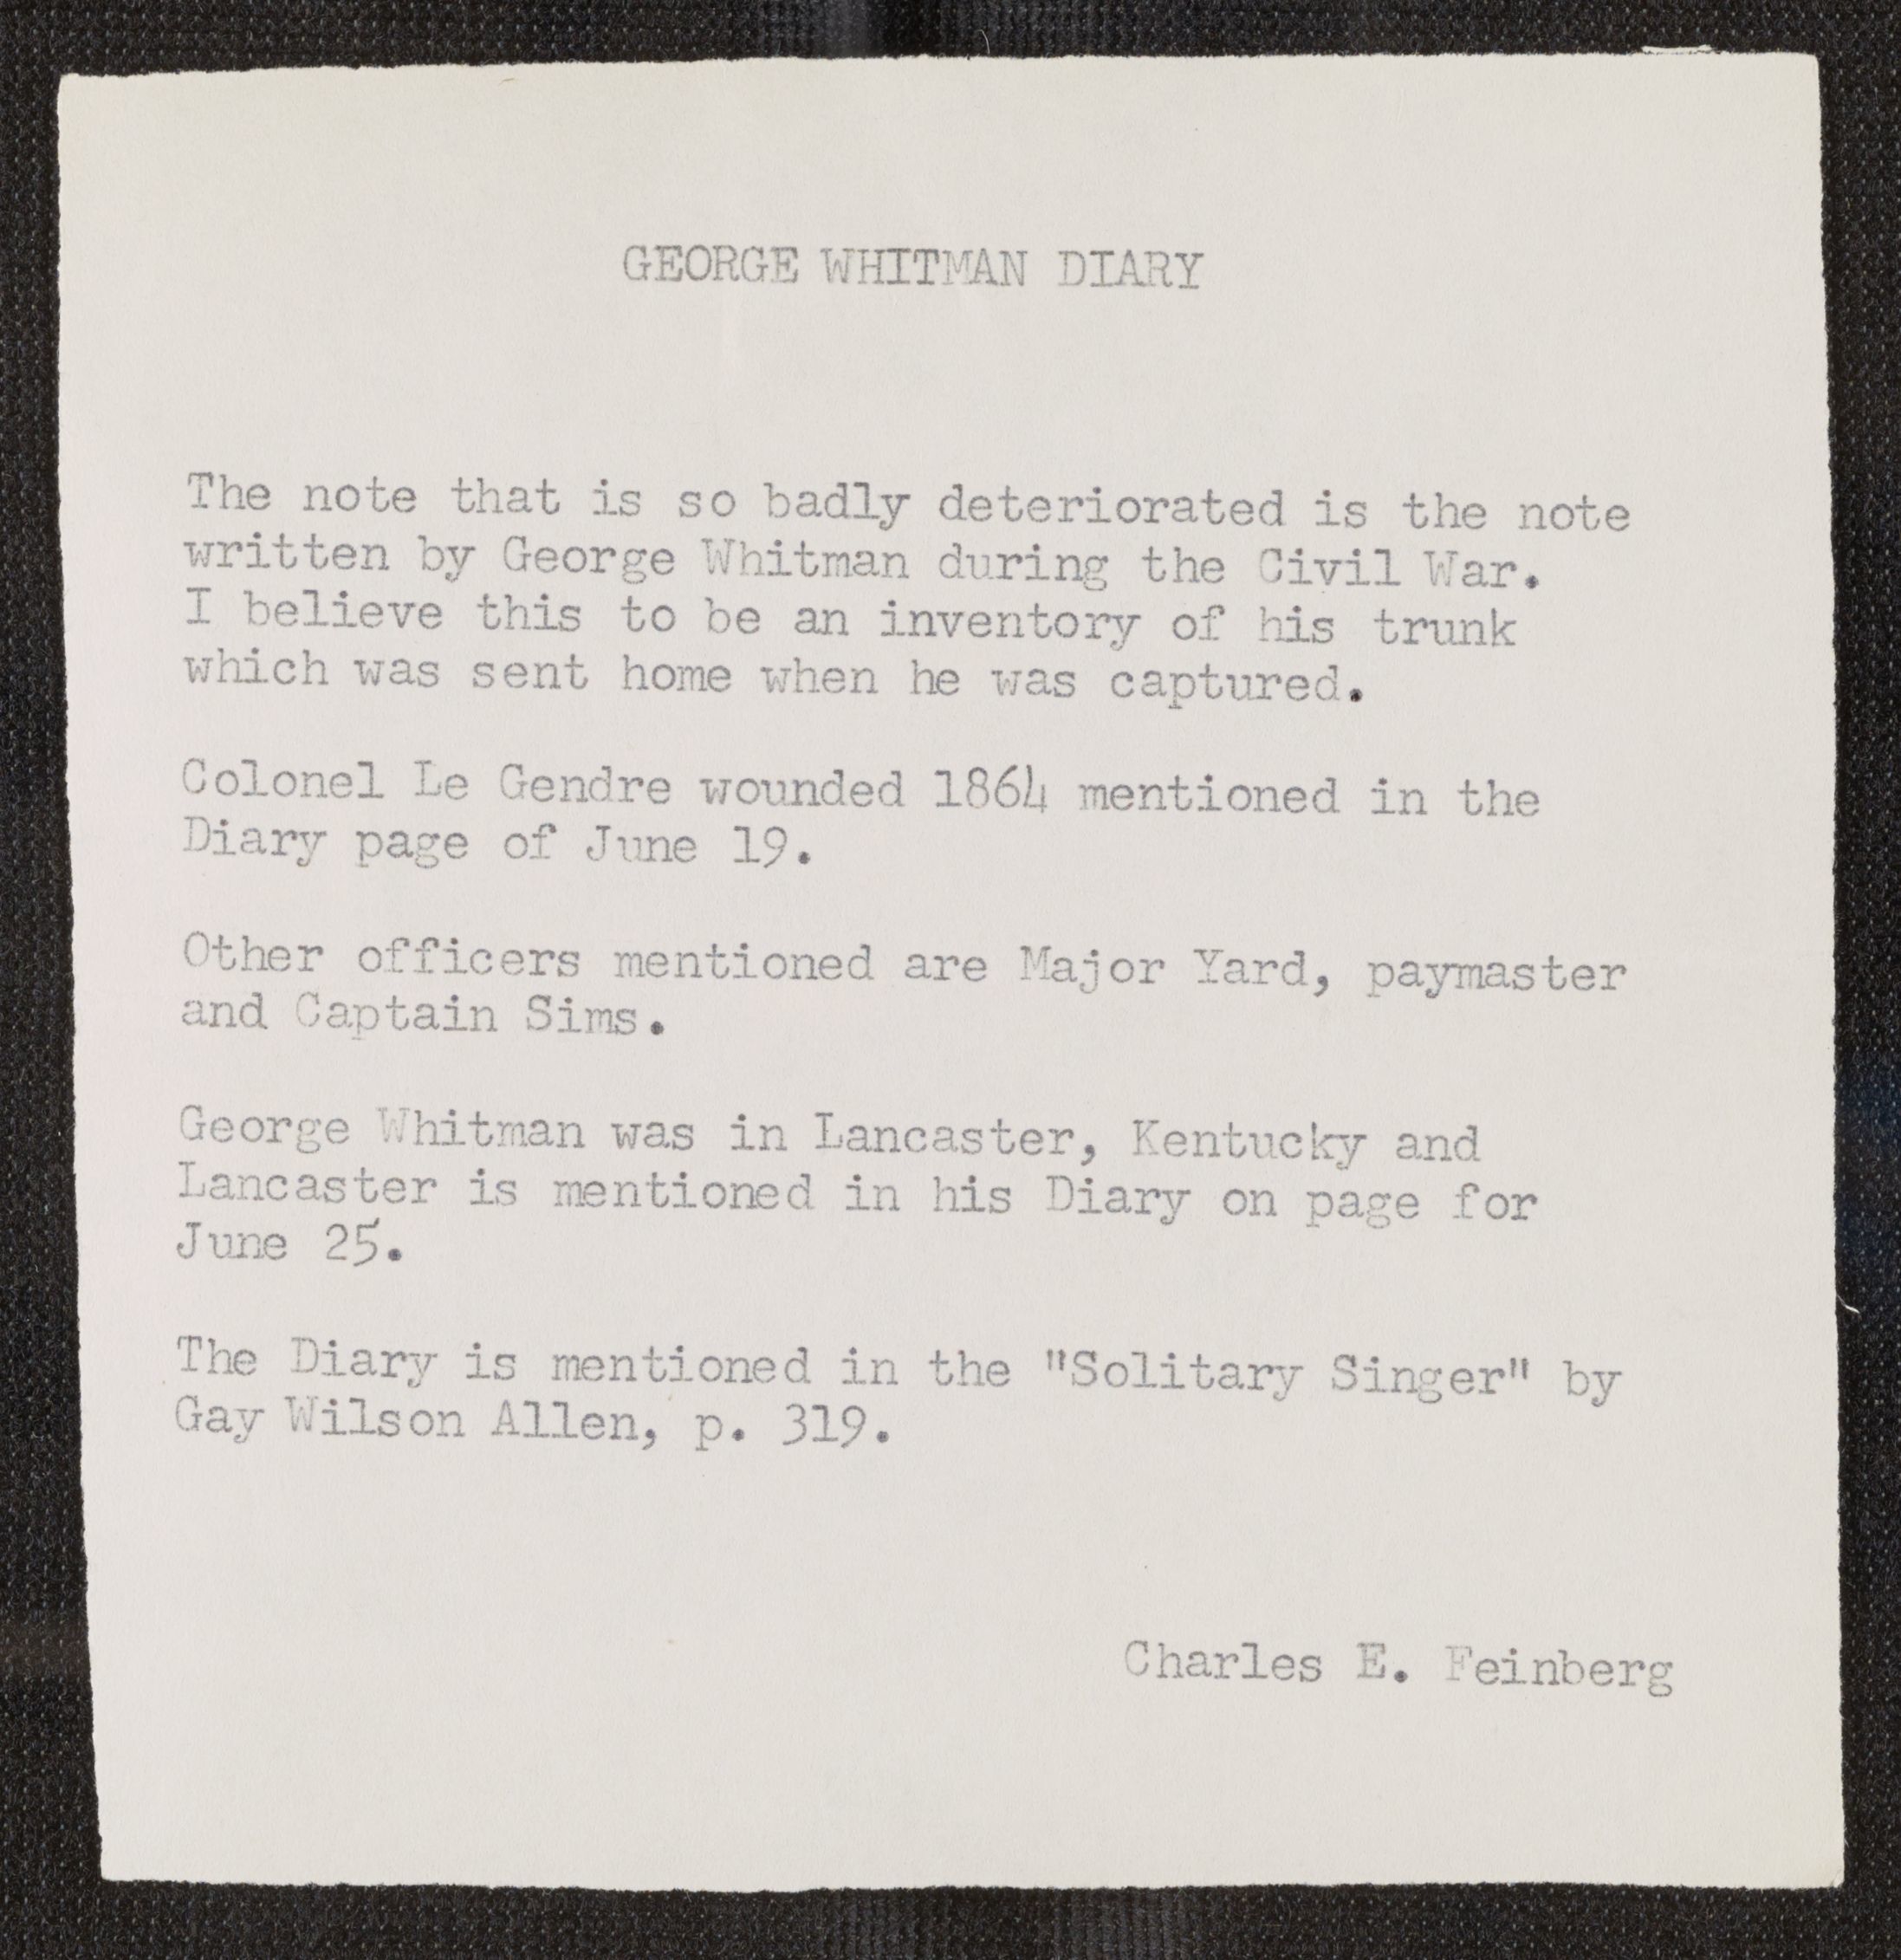 GEORGE WHITMAN DIARY
The note that is so badly deteriorated is the note
written by George Whitman during the Civil War.
I believe this to be an inventory of his trunk
which was sent home when he was captured.
Colonel Le Gendre wounded 1864 mentioned in the
Diary page of June 19.
Other officers mentioned are Major Yard, paymaster
and Captain Sims.
George Whitman was in Lancaster, Kentucky and
Lancaster is mentioned in his Diary on page for
June 25.
The Diary is mentioned in the "Solitary Singer" by
Gay Wilson Allen, p. 319.
Charles E. Feinberg